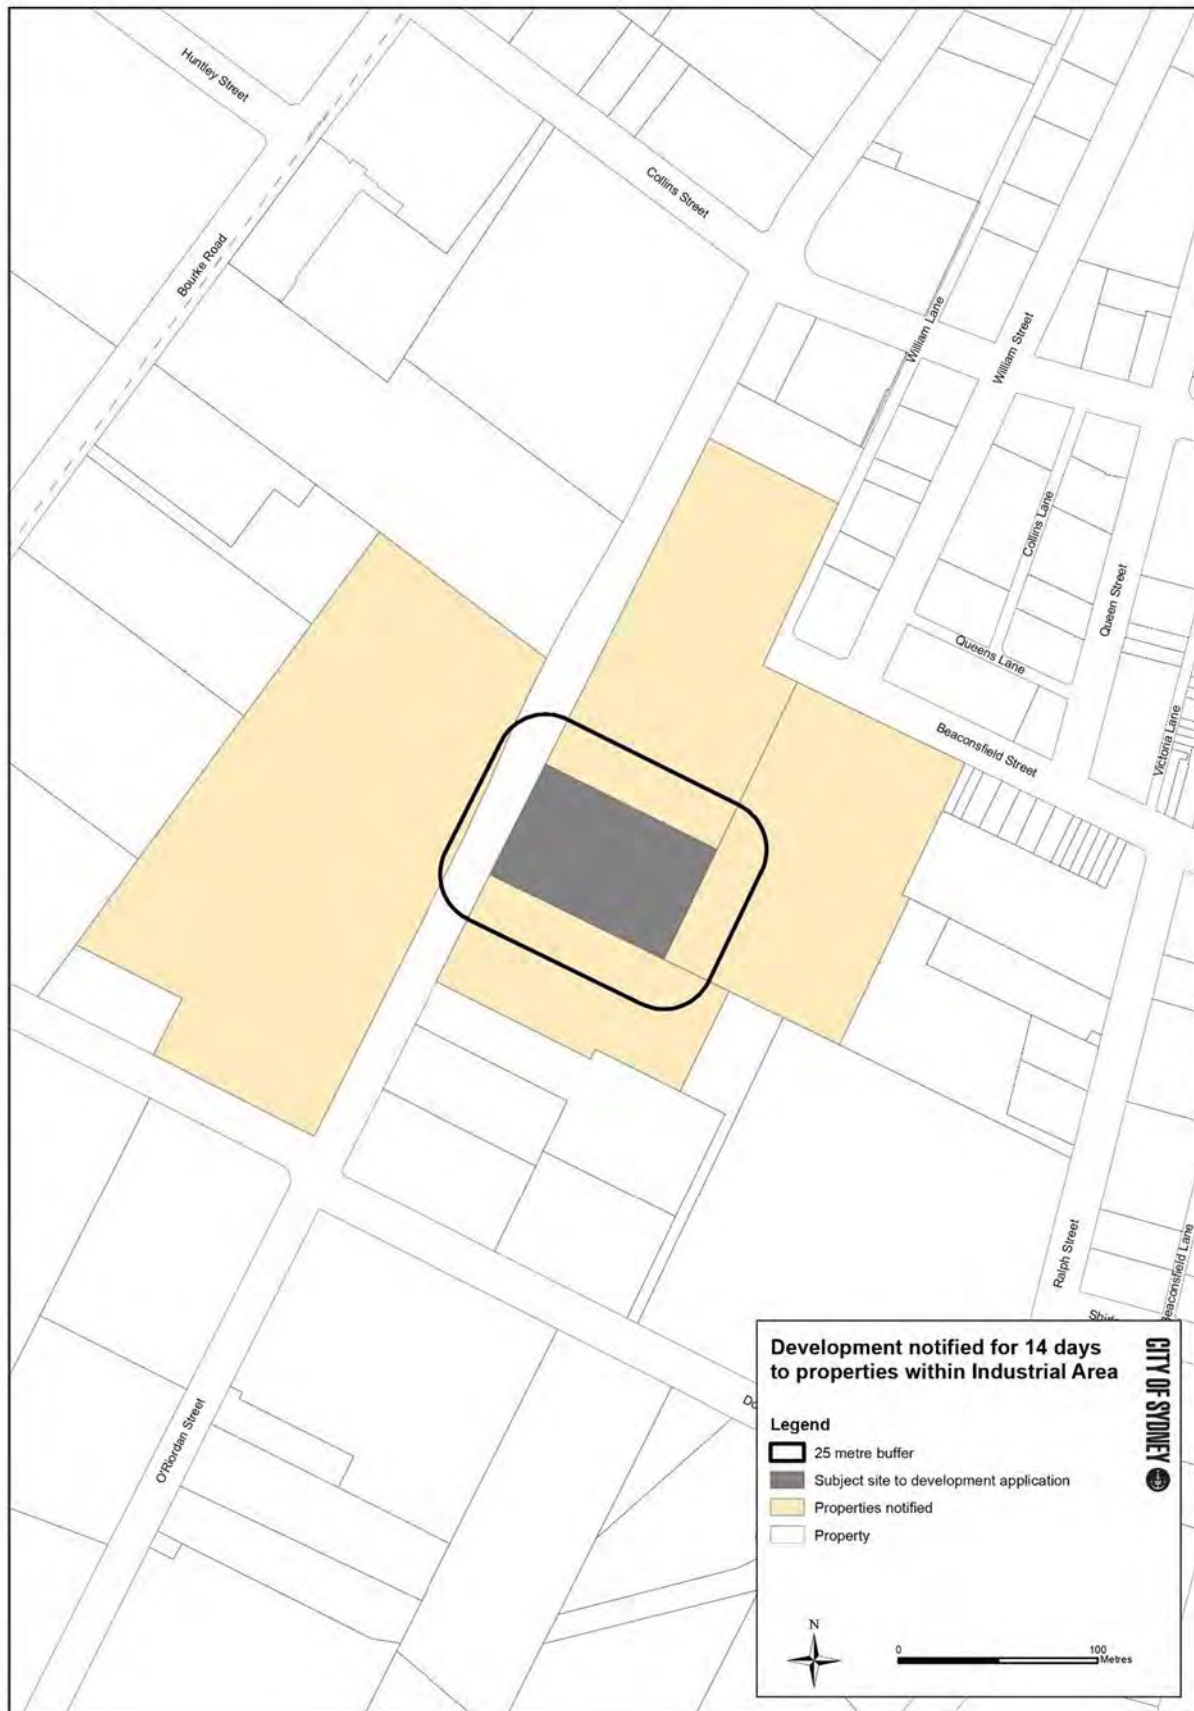 Huntley Street
Collins Street
Bourke Road
William Lane
William Street
Collins Lane
Queen Street
Queens Lane
Victoria Lane
Beaconsfield Street
Ralph Street
Beaconsfield Lane
O'Riordan Street
Development notified for 14 days
to properties within Industrial Area
CITY OF SYDNEY
Legend
25 metre buffer
Subject site to development application
Properties notified
Property
N
0 100
Metres